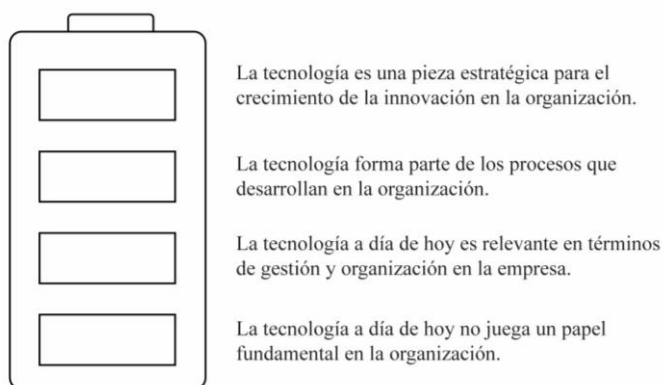 La tecnología es una pieza estratégica para el
crecimiento de la innovación en la organización.
La tecnología forma parte de los procesos que
desarrollan en la organización.
La tecnología a día de hoy es relevante en términos
de gestión y organización en la empresa.
La tecnología a día de hoy no juega un papel
fundamental en la organización.